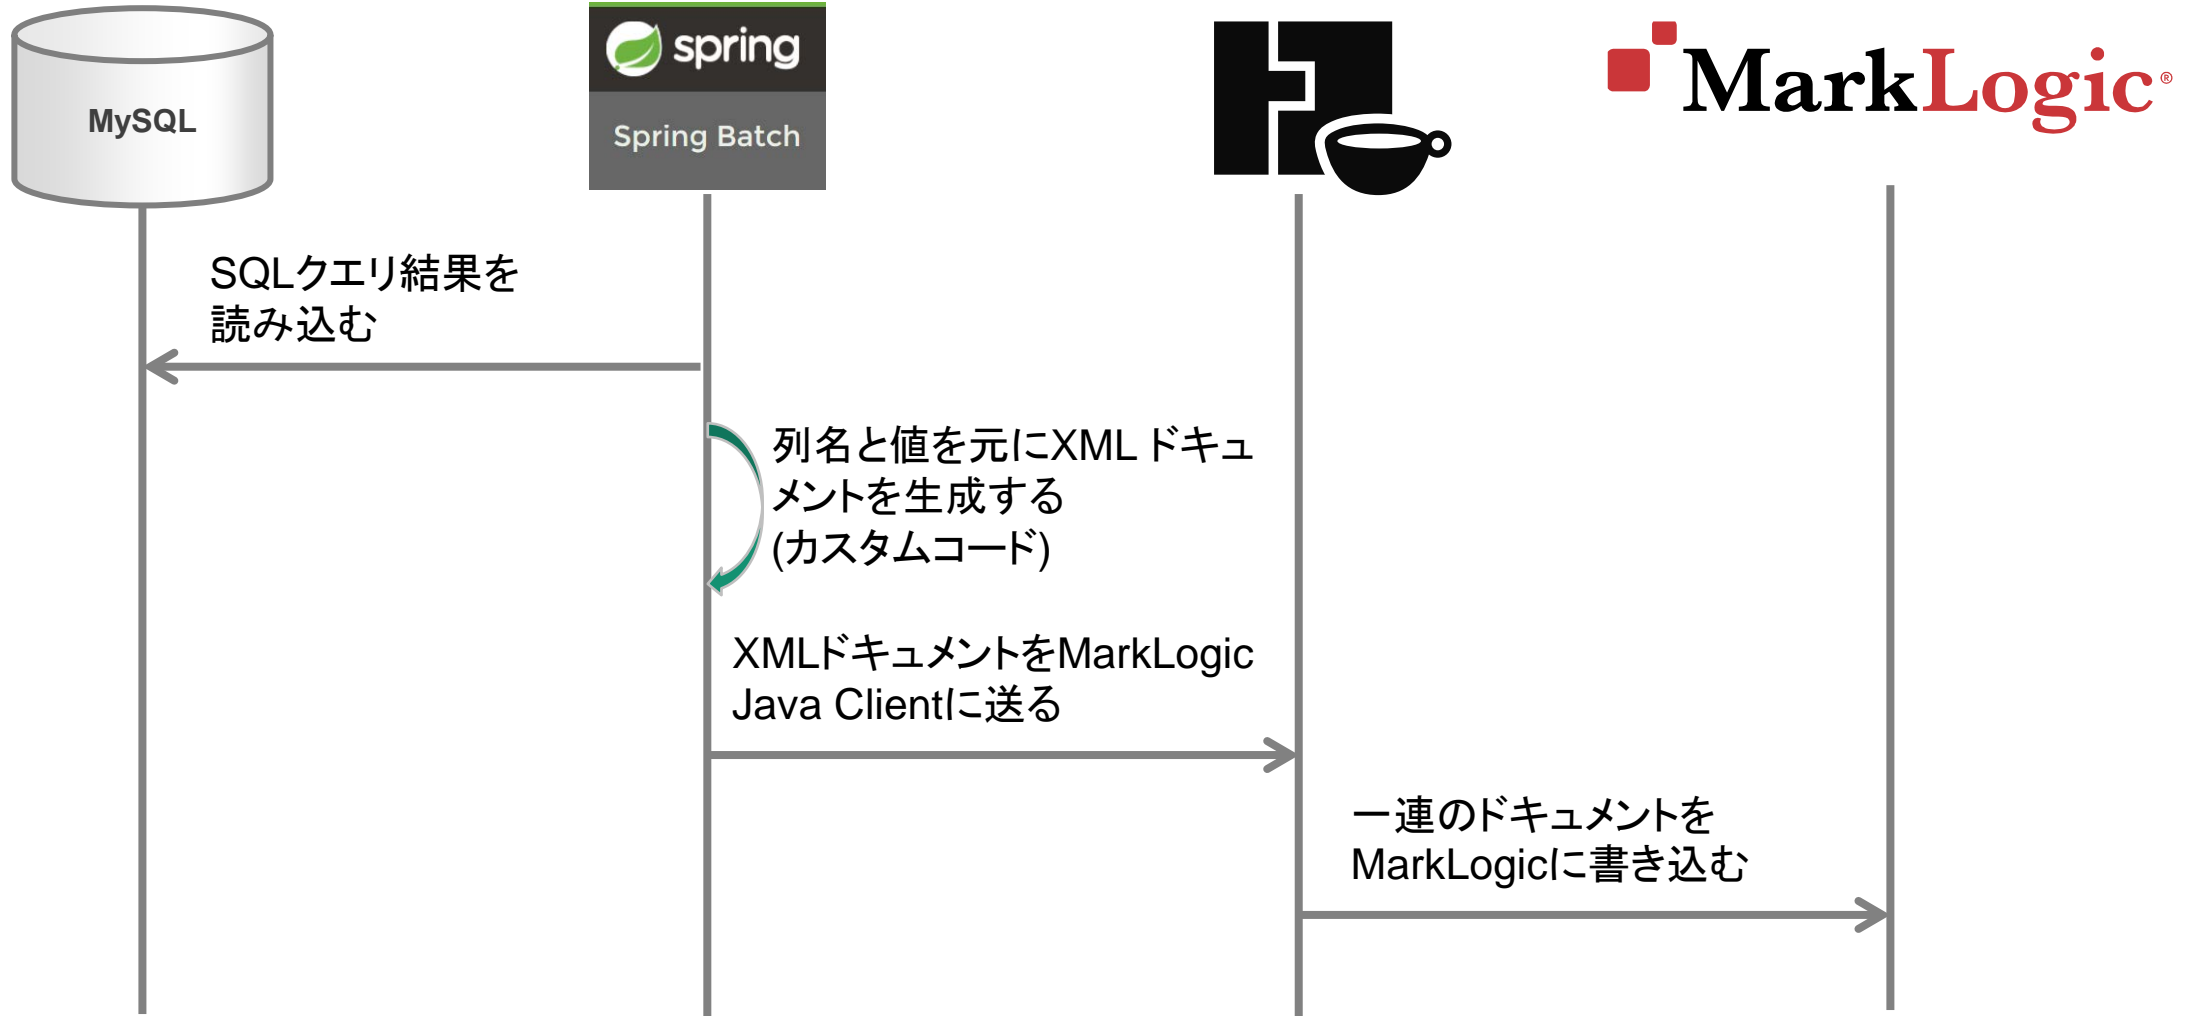 MySQL
spring
Spring Batch
MarkLogic®
SQLクエリ結果を
読み込む
列名と値を元にXML ドキュ
メントを生成する
(カスタムコード)
XMLドキュメントをMarkLogic
Java Clientに送る
一連のドキュメントを
MarkLogicに書き込む